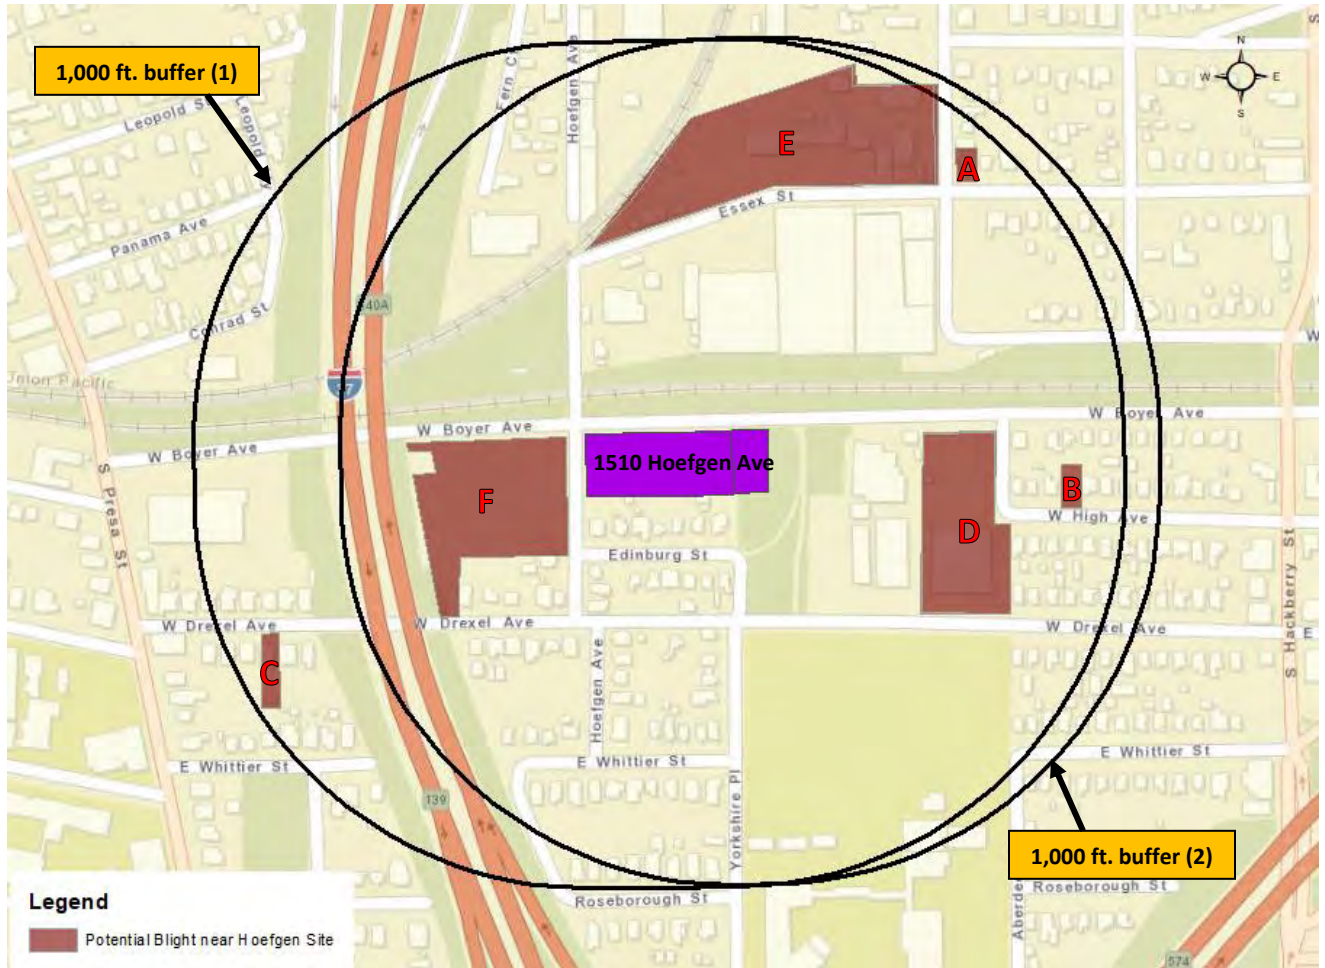 1,000 ft. buffer (1)
Leopold St
Leopold
Fern C
Hoefgen Ave
N
W E
S
S
E
A
Essex St
Panama Ave
Conrad St
40A
Union Pacific
W
W Boyer Ave
W Boyer Ave
W Boyer Ave
S Presa St
1510 Hoefgen Ave
F
B
D
W High Ave
Edinburg St
W Drexel Ave
W Drexel Ave
W Drexel Ave
E
C
Hoefgen Ave
S Hackberry St
E Whittier St
E Whittier St
E Whittier St
Yorkshire Pl
139
1,000 ft. buffer (2)
Roseborough St
Roseborough St
Aberde
574
Legend
Potential Blight near Hoefgen Site